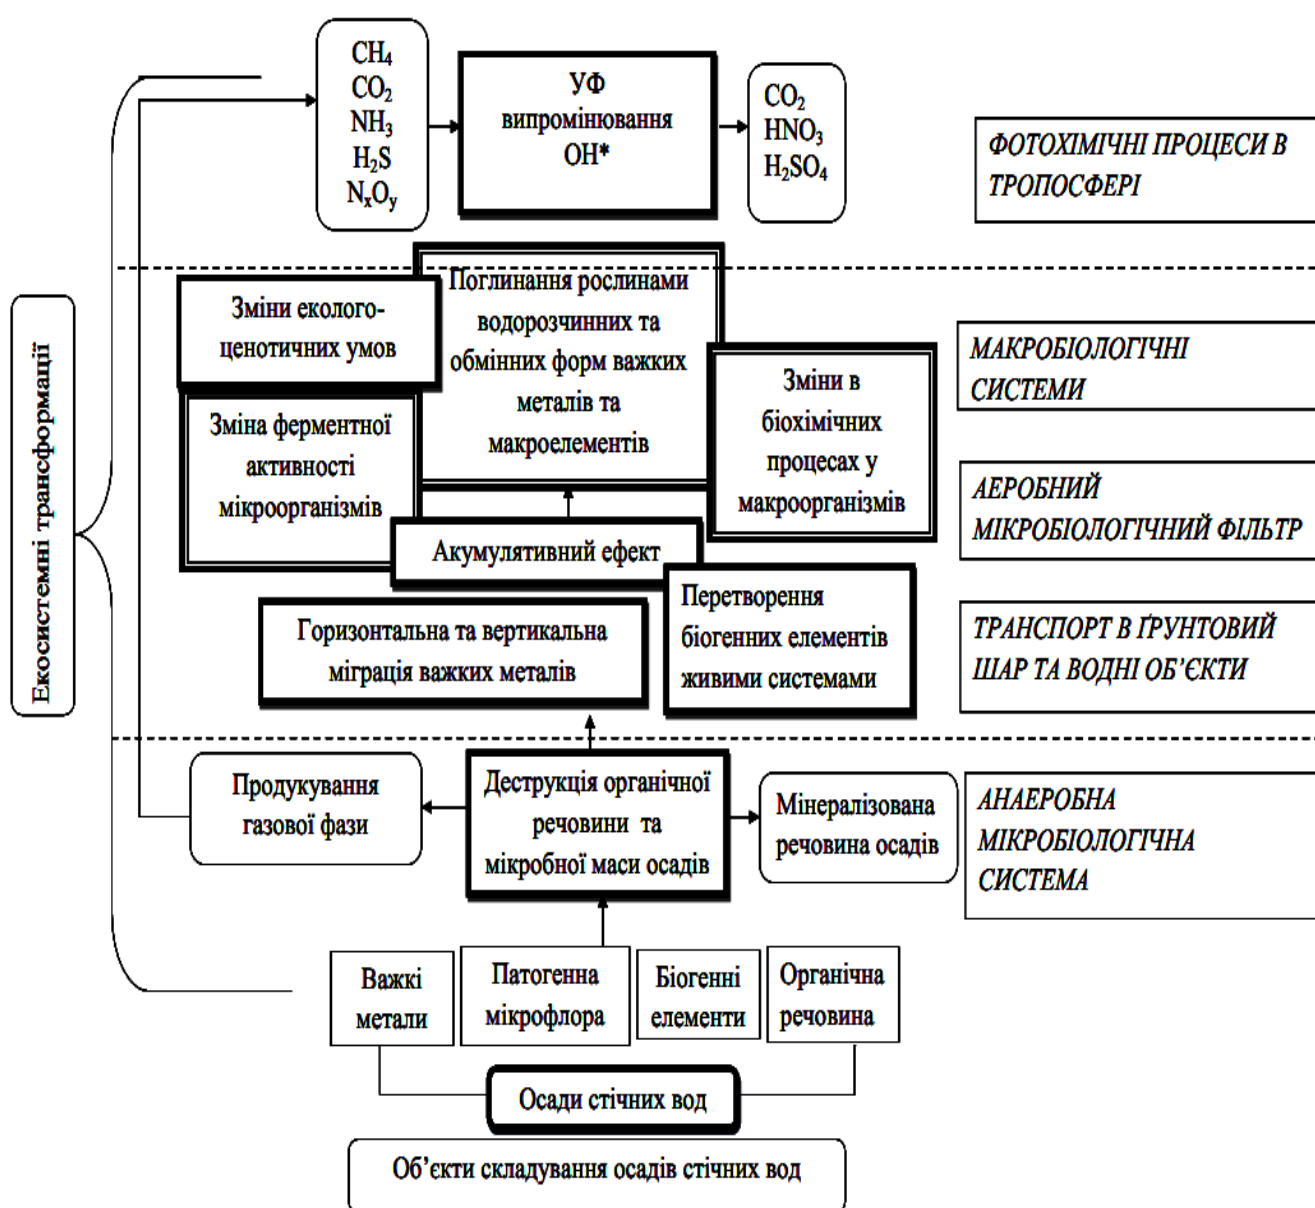 CH₄
CO₂
NH₃
H₂S
NₓOᵧ
УФ
випромінювання
OH*
CO₂
HNO₃
H₂SO₄
ФОТОХІМІЧНІ ПРОЦЕСИ В
ТРОПОСФЕРІ
Екосистемні трансформації
Зміни еколого-
ценотичних умов
Поглинання рослинами
водорозчинних та
обмінних форм важких
металів та
макроелементів
Зміни в
біохімічних
процесах у
макроорганізмів
МАКРОБІОЛОГІЧНІ
СИСТЕМИ
Зміна ферментної
активності
мікроорганізмів
АЕРОБНИЙ
МІКРОБІОЛОГІЧНИЙ ФІЛЬТР
Акумулятивний ефект
Горизонтальна та вертикальна
міграція важких металів
Перетворення
біогенних елементів
живими системами
ТРАНСПОРТ В ҐРУНТОВИЙ
ШАР ТА ВОДНІ ОБ’ЄКТИ
Продукування
газової фази
Деструкція органічної
речовини та
мікробної маси осадів
Мінералізована
речовина осадів
АНАЕРОБНА
МІКРОБІОЛОГІЧНА
СИСТЕМА
Важкі
метали
Патогенна
мікрофлора
Біогенні
елементи
Органічна
речовина
Осади стічних вод
Об’єкти складування осадів стічних вод